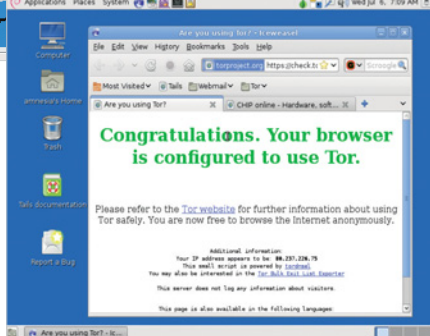 Applications Places System Wed Jul 6, 7:09 AM
Are you using Tor? - Iceweasel
File Edit View History Bookmarks Tools Help
torproject.org https://check.tc Scroogle
Most Visited Tails Webmail Tor
Are you using Tor? CHIP online - Hardware, soft...
Computer
amnesia's Home
Trash
Tails documentation
Report a Bug
Congratulations. Your browser
is configured to use Tor.
Please refer to the Tor website for further information about using
Tor safely. You are now free to browse the Internet anonymously.
Additional information:
Your IP address appears to be: 80.237.226.75
This small script is powered by tordnsel
You may also be interested in the Tor Bulk Exit List Exporter
This server does not log any information about visitors.
This page is also available in the following languages:
Are you using Tor? - Ic...